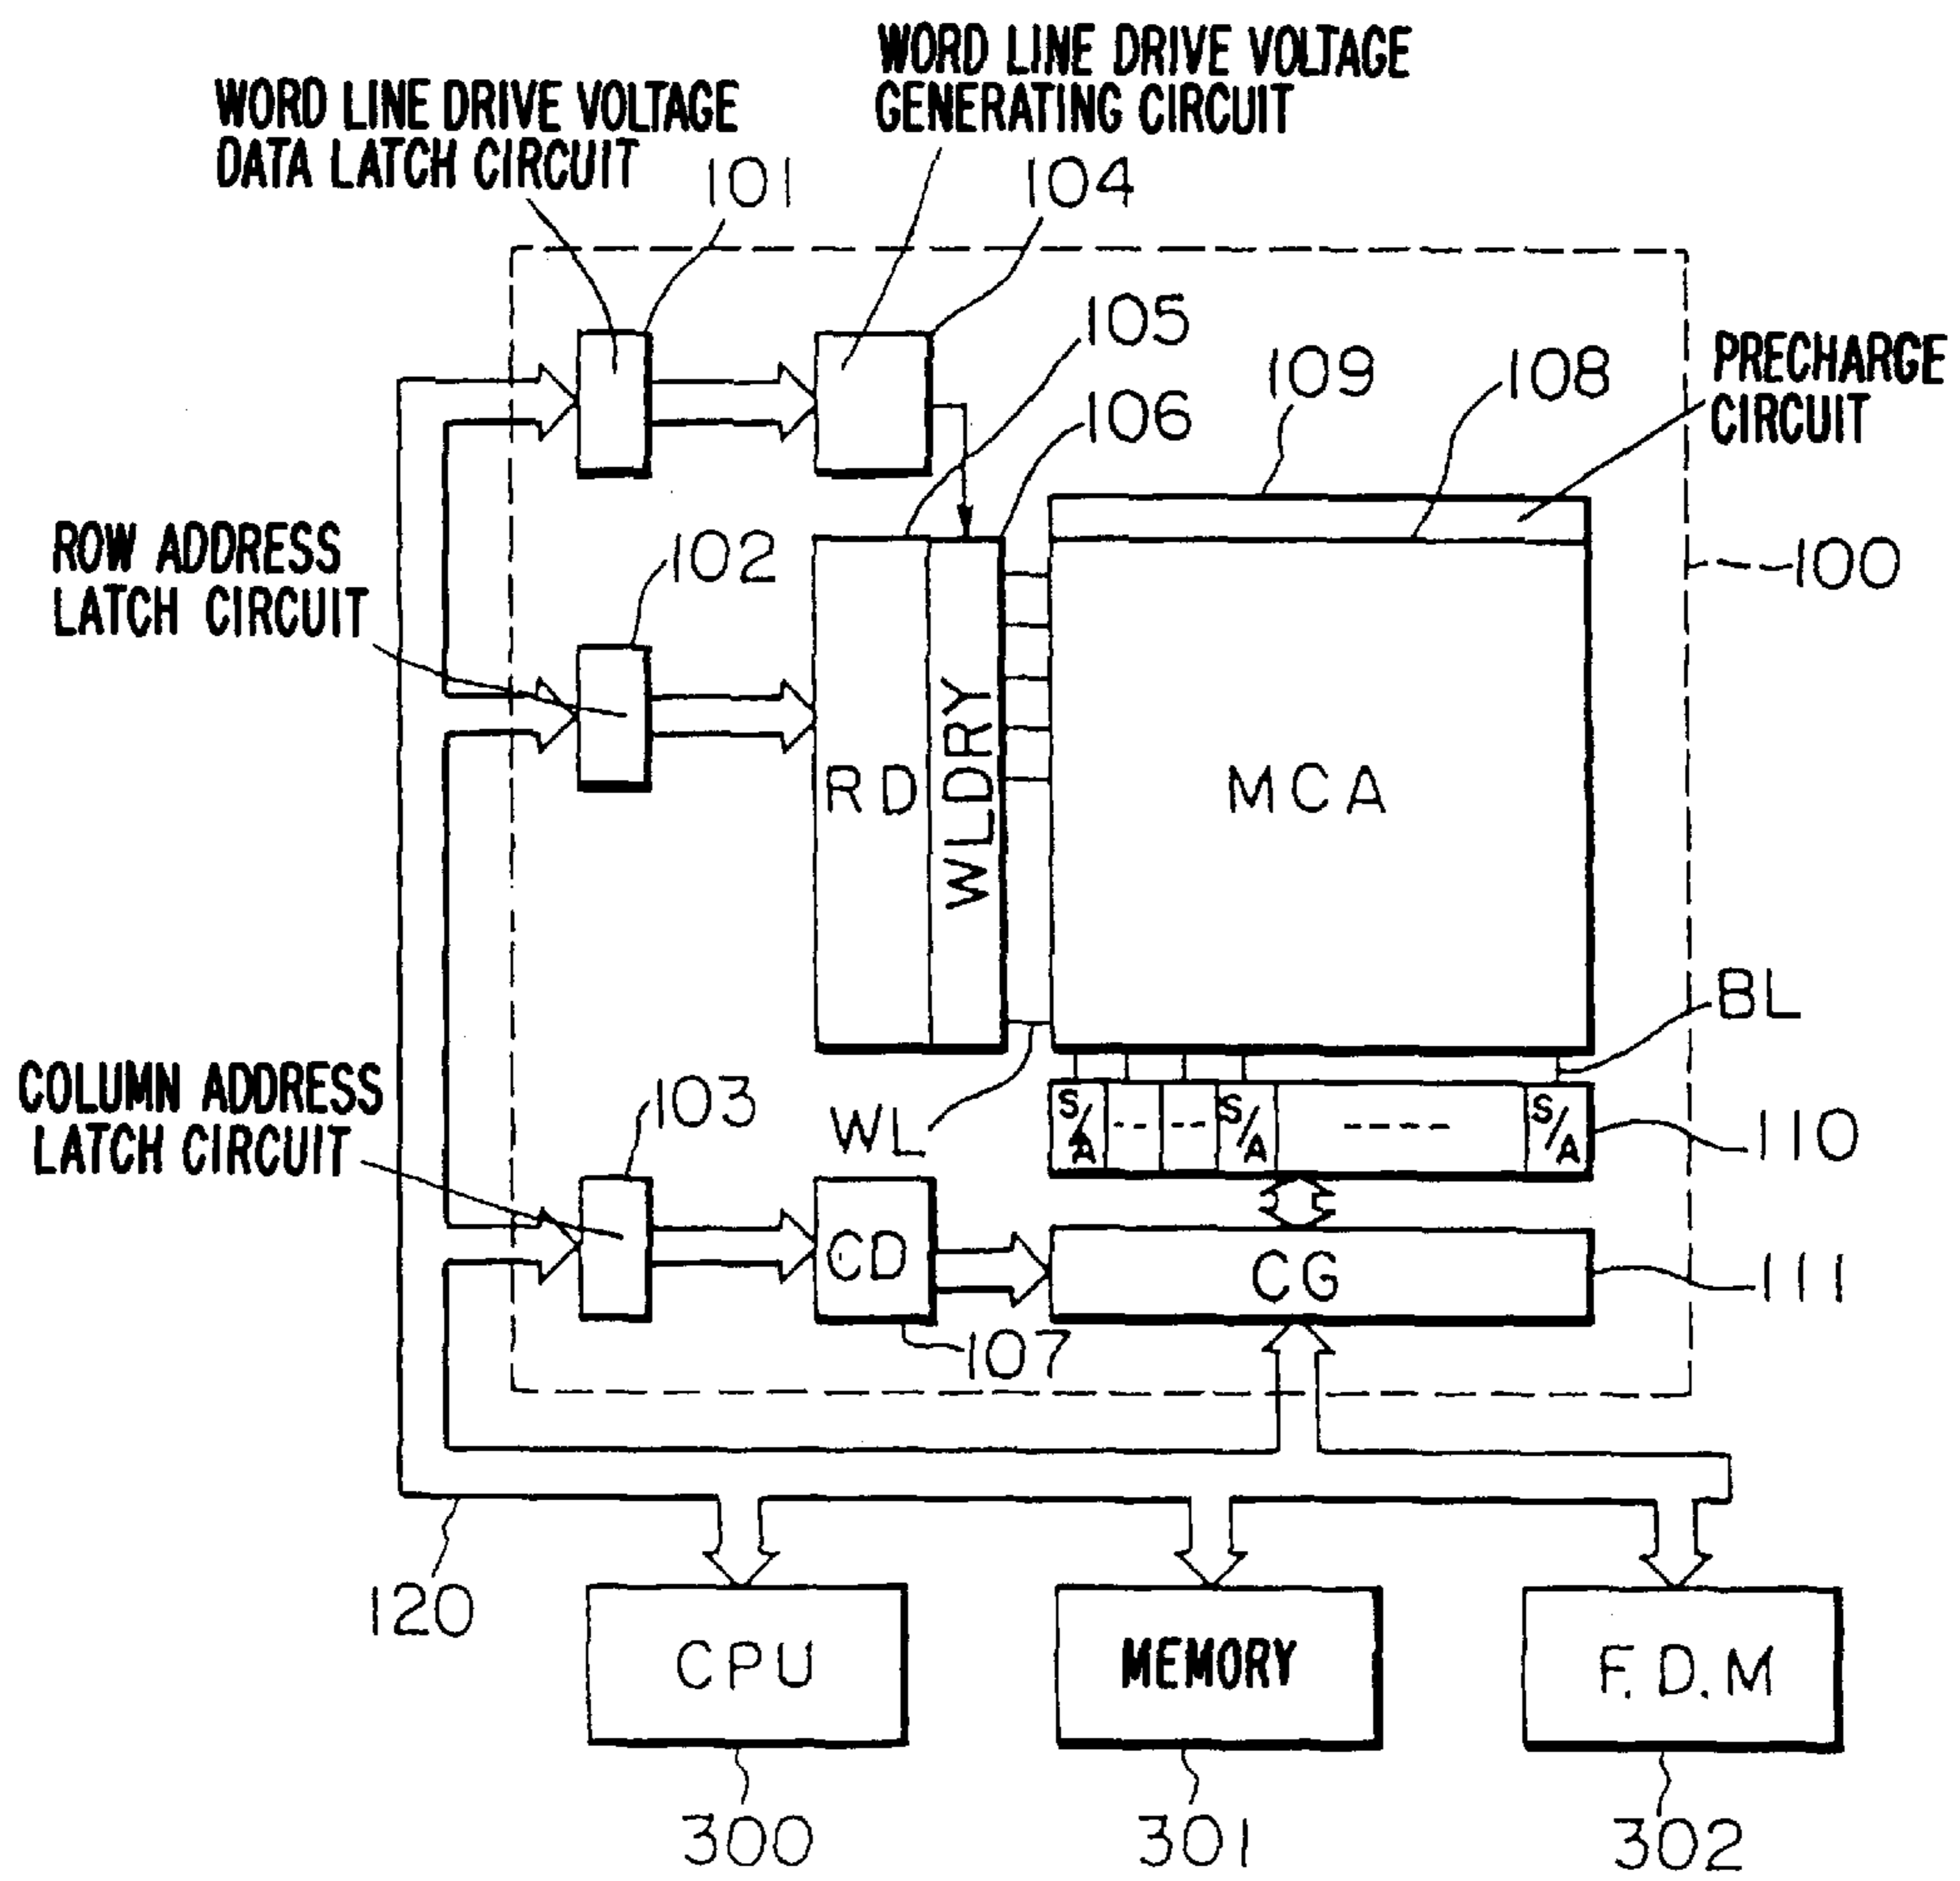 WORD LINE DRIVE VOLTAGE
GENERATING CIRCUIT
WORD LINE DRIVE VOLTAGE
DATA LATCH CIRCUIT
101
104
105
106
109
108
PRECHARGE
CIRCUIT
ROW ADDRESS
LATCH CIRCUIT
102
100
RD
WLDRY
MCA
BL
COLUMN ADDRESS
LATCH CIRCUIT
103
WL
S/A -- -- S/A ---- S/A
110
CD
CG
111
107
120
CPU
MEMORY
F.D.M
300
301
302